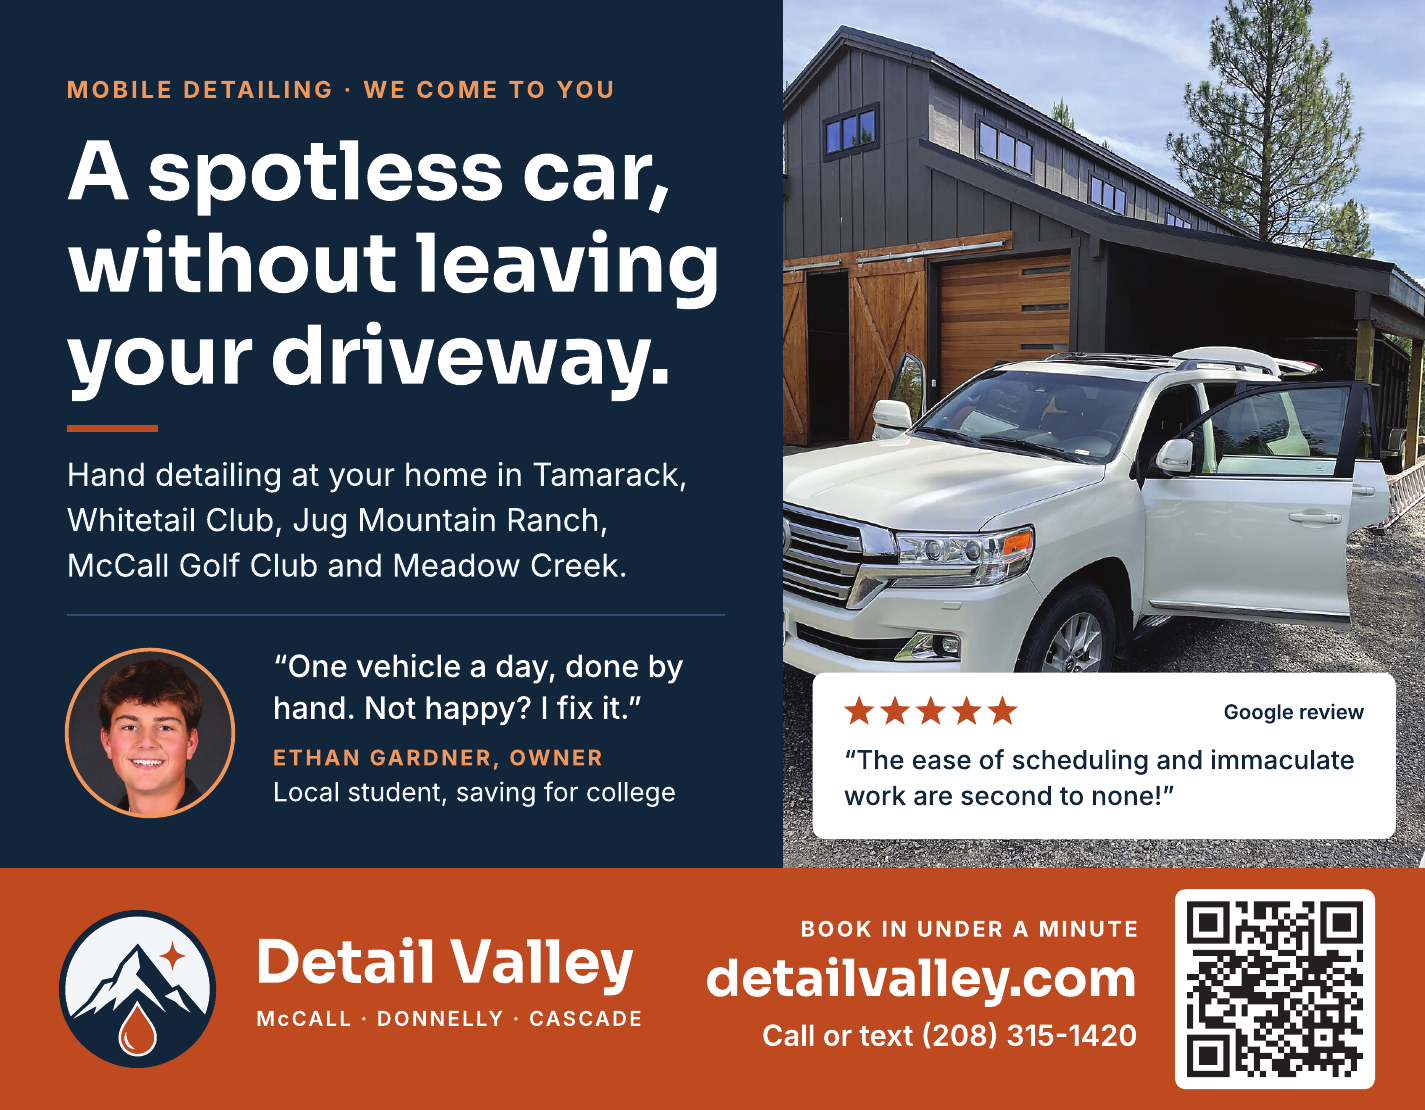 MOBILE DETAILING · WE COME TO YOU
A spotless car,
without leaving
your driveway.
Hand detailing at your home in Tamarack,
Whitetail Club, Jug Mountain Ranch,
McCall Golf Club and Meadow Creek.
“One vehicle a day, done by
hand. Not happy? I fix it.”
ETHAN GARDNER, OWNER
Local student, saving for college
Google review
“The ease of scheduling and immaculate
work are second to none!”
Detail Valley
McCALL · DONNELLY · CASCADE
BOOK IN UNDER A MINUTE
detailvalley.com
Call or text (208) 315-1420